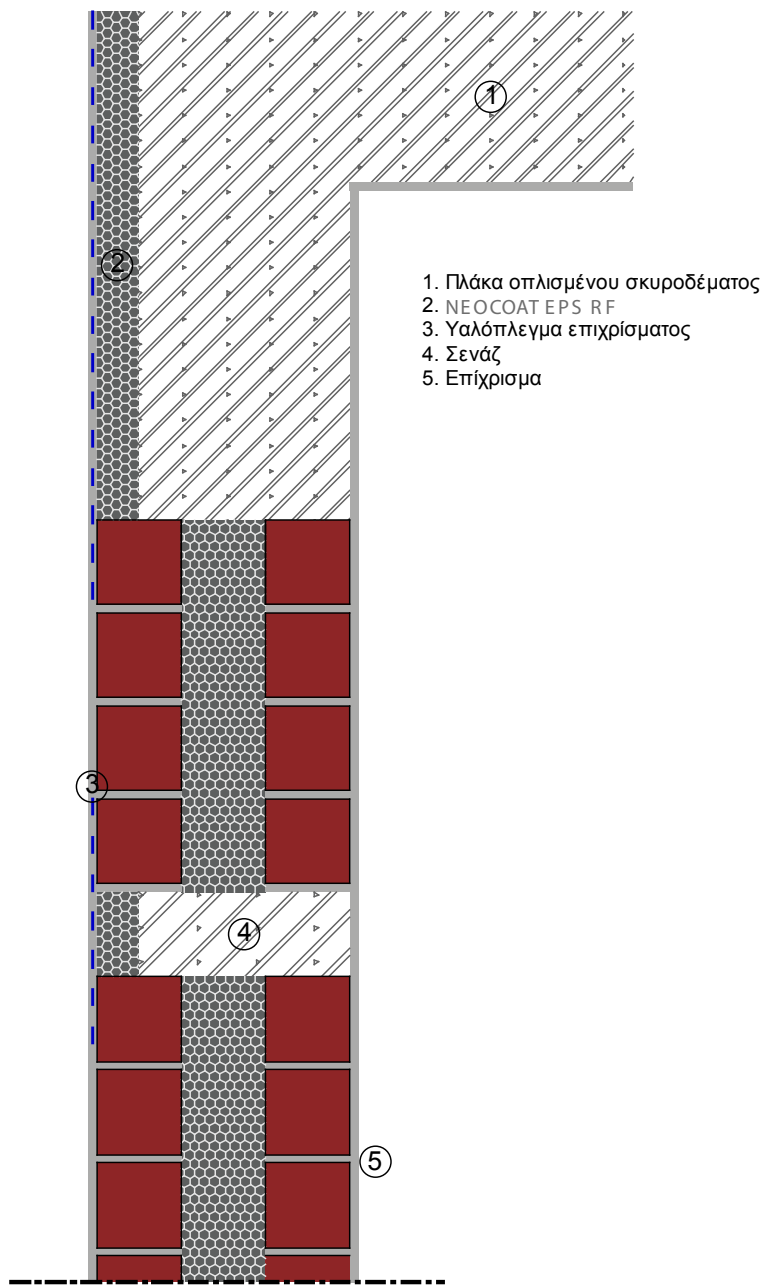 1
2
1. Πλάκα οπλισμένου σκυροδέματος
2. NEOCOAT EPS RF
3. Υαλόπλεγμα επιχρίσματος
4. Σενάζ
5. Επίχρισμα
3
4
5